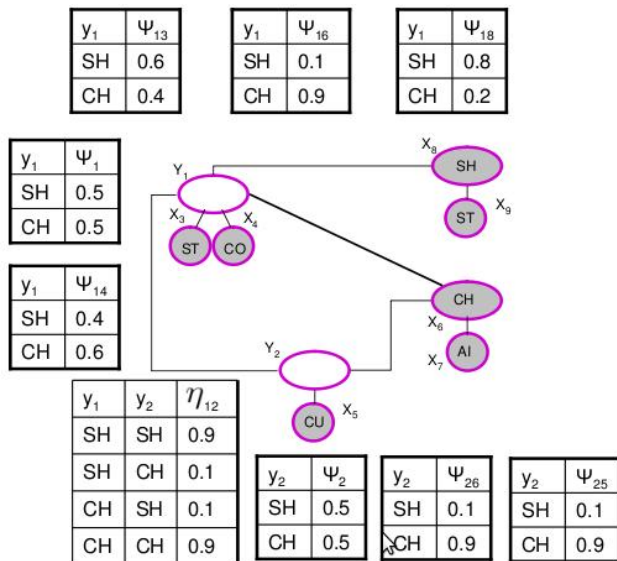 y₁ Ψ₁₃
SH 0.6
CH 0.4
y₁ Ψ₁₆
SH 0.1
CH 0.9
y₁ Ψ₁₈
SH 0.8
CH 0.2
y₁ Ψ₁
SH 0.5
CH 0.5
y₁ Ψ₁₄
SH 0.4
CH 0.6
Y₁
X₈
SH
X₃
X₄
ST
CO
ST
X₉
CH
X₆
Y₂
X₇
AI
CU
X₅
y₁ y₂ η₁₂
SH SH 0.9
SH CH 0.1
CH SH 0.1
CH CH 0.9
y₂ Ψ₂
SH 0.5
CH 0.5
y₂ Ψ₂₆
SH 0.1
CH 0.9
y₂ Ψ₂₅
SH 0.1
CH 0.9